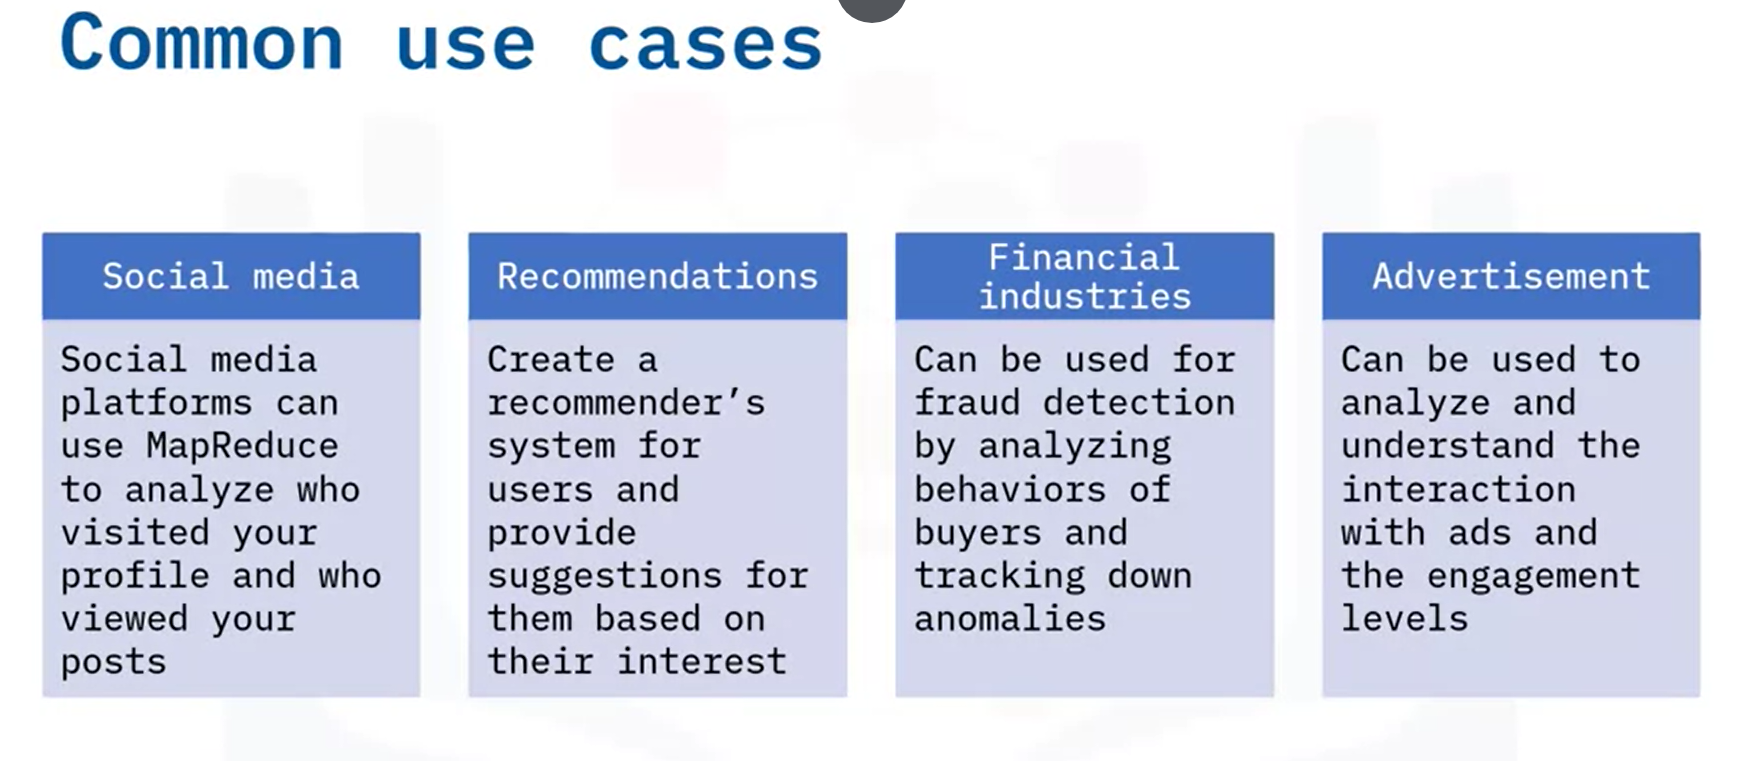 Common use cases
Social media
Social media
platforms can
use MapReduce
to analyze who
visited your
profile and who
viewed your
posts
Recommendations
Create a
recommender’s
system for
users and
provide
suggestions for
them based on
their interest
Financial
industries
Can be used for
fraud detection
by analyzing
behaviors of
buyers and
tracking down
anomalies
Advertisement
Can be used to
analyze and
understand the
interaction
with ads and
the engagement
levels